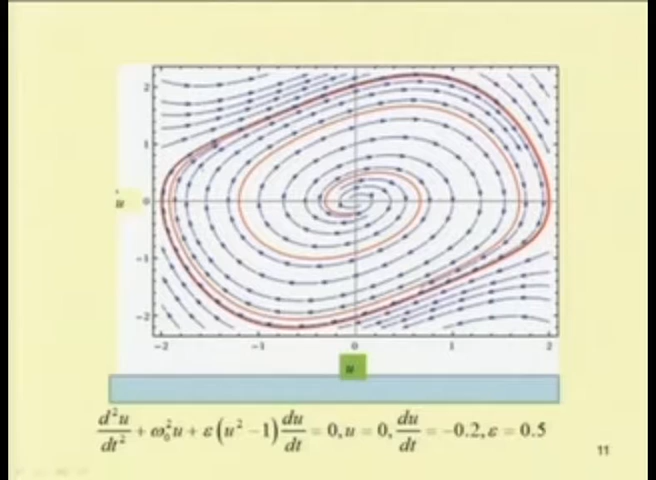 2
1
u̇ 0
-1
-2
-2 -1 0 1 2
u
d²u/dt² + ω₀²u + ε(u² - 1) du/dt = 0, u = 0, du/dt = -0.2, ε = 0.5
11